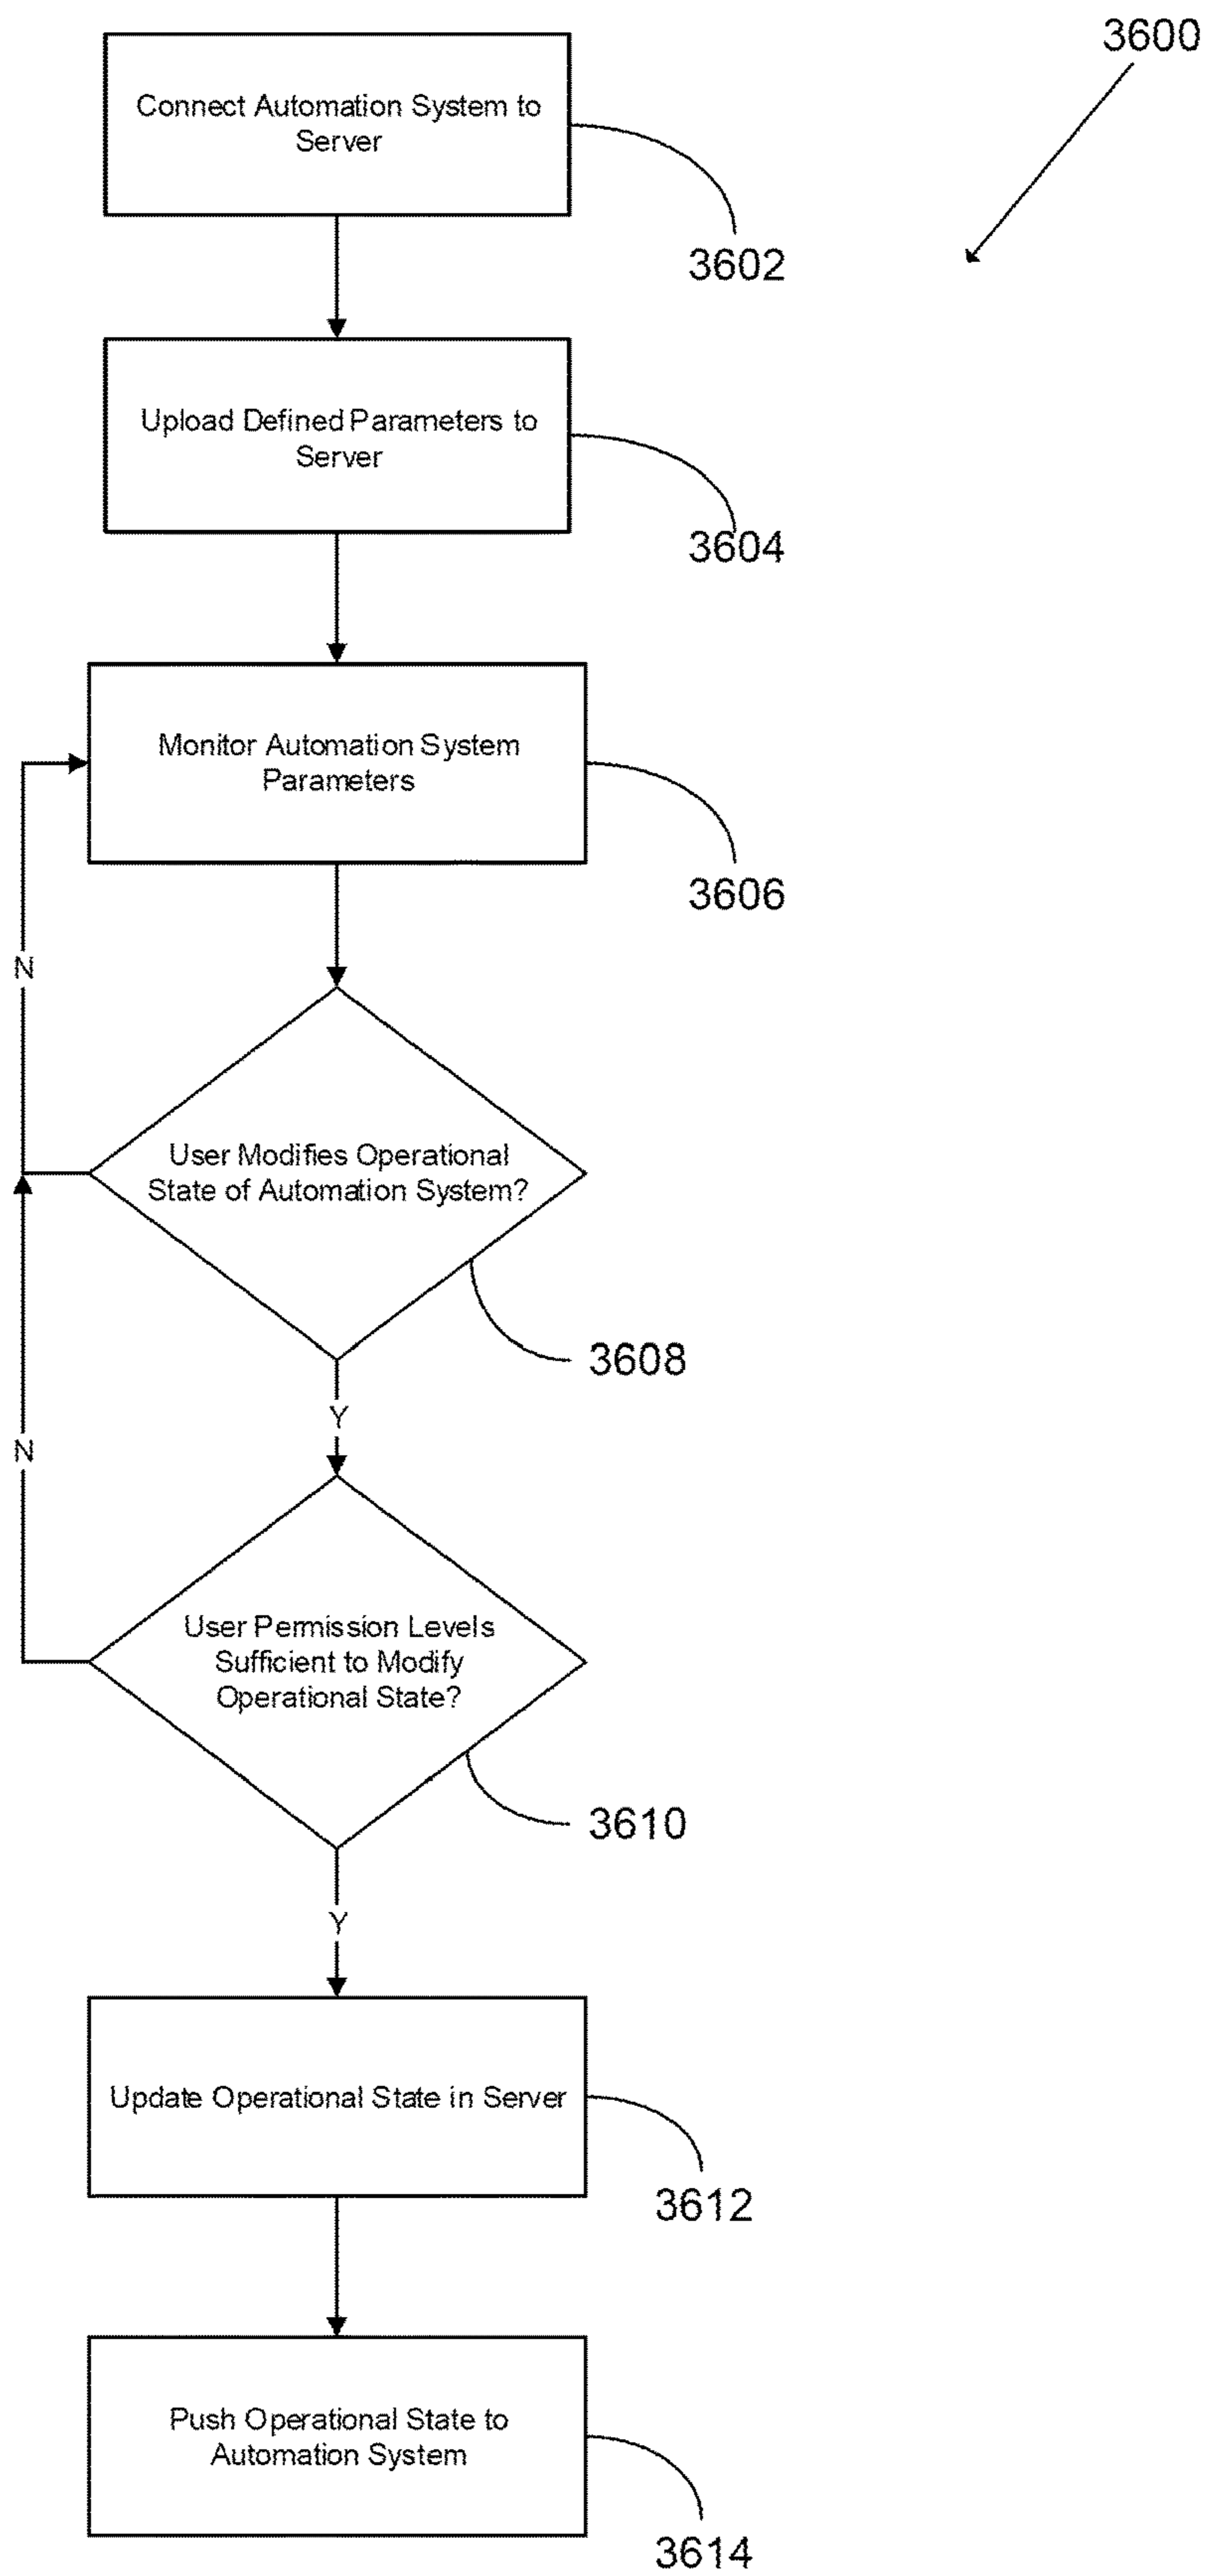 3600
Connect Automation System to
Server
3602
Upload Defined Parameters to
Server
3604
Monitor Automation System
Parameters
3606
N
User Modifies Operational
State of Automation System?
3608
Y
N
User Permission Levels
Sufficient to Modify
Operational State?
3610
Y
Update Operational State in Server
3612
Push Operational State to
Automation System
3614